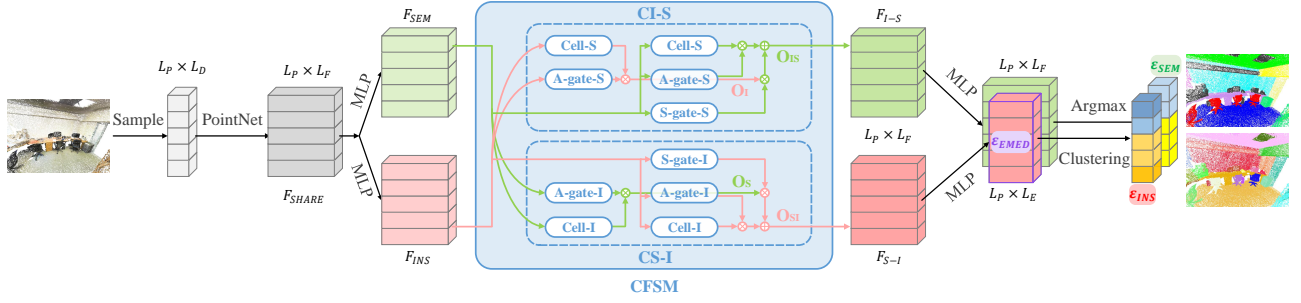 Sample
L_P × L_D
PointNet
L_P × L_F
F_SHARE
MLP
MLP
F_SEM
F_INS
CI-S
Cell-S
A-gate-S
Cell-S
A-gate-S
S-gate-S
O_I
O_IS
A-gate-I
Cell-I
S-gate-I
A-gate-I
Cell-I
O_S
O_SI
CS-I
CFSM
F_I−S
L_P × L_F
F_S−I
MLP
MLP
L_P × L_F
ε_EMED
L_P × L_E
Argmax
Clustering
ε_SEM
ε_INS